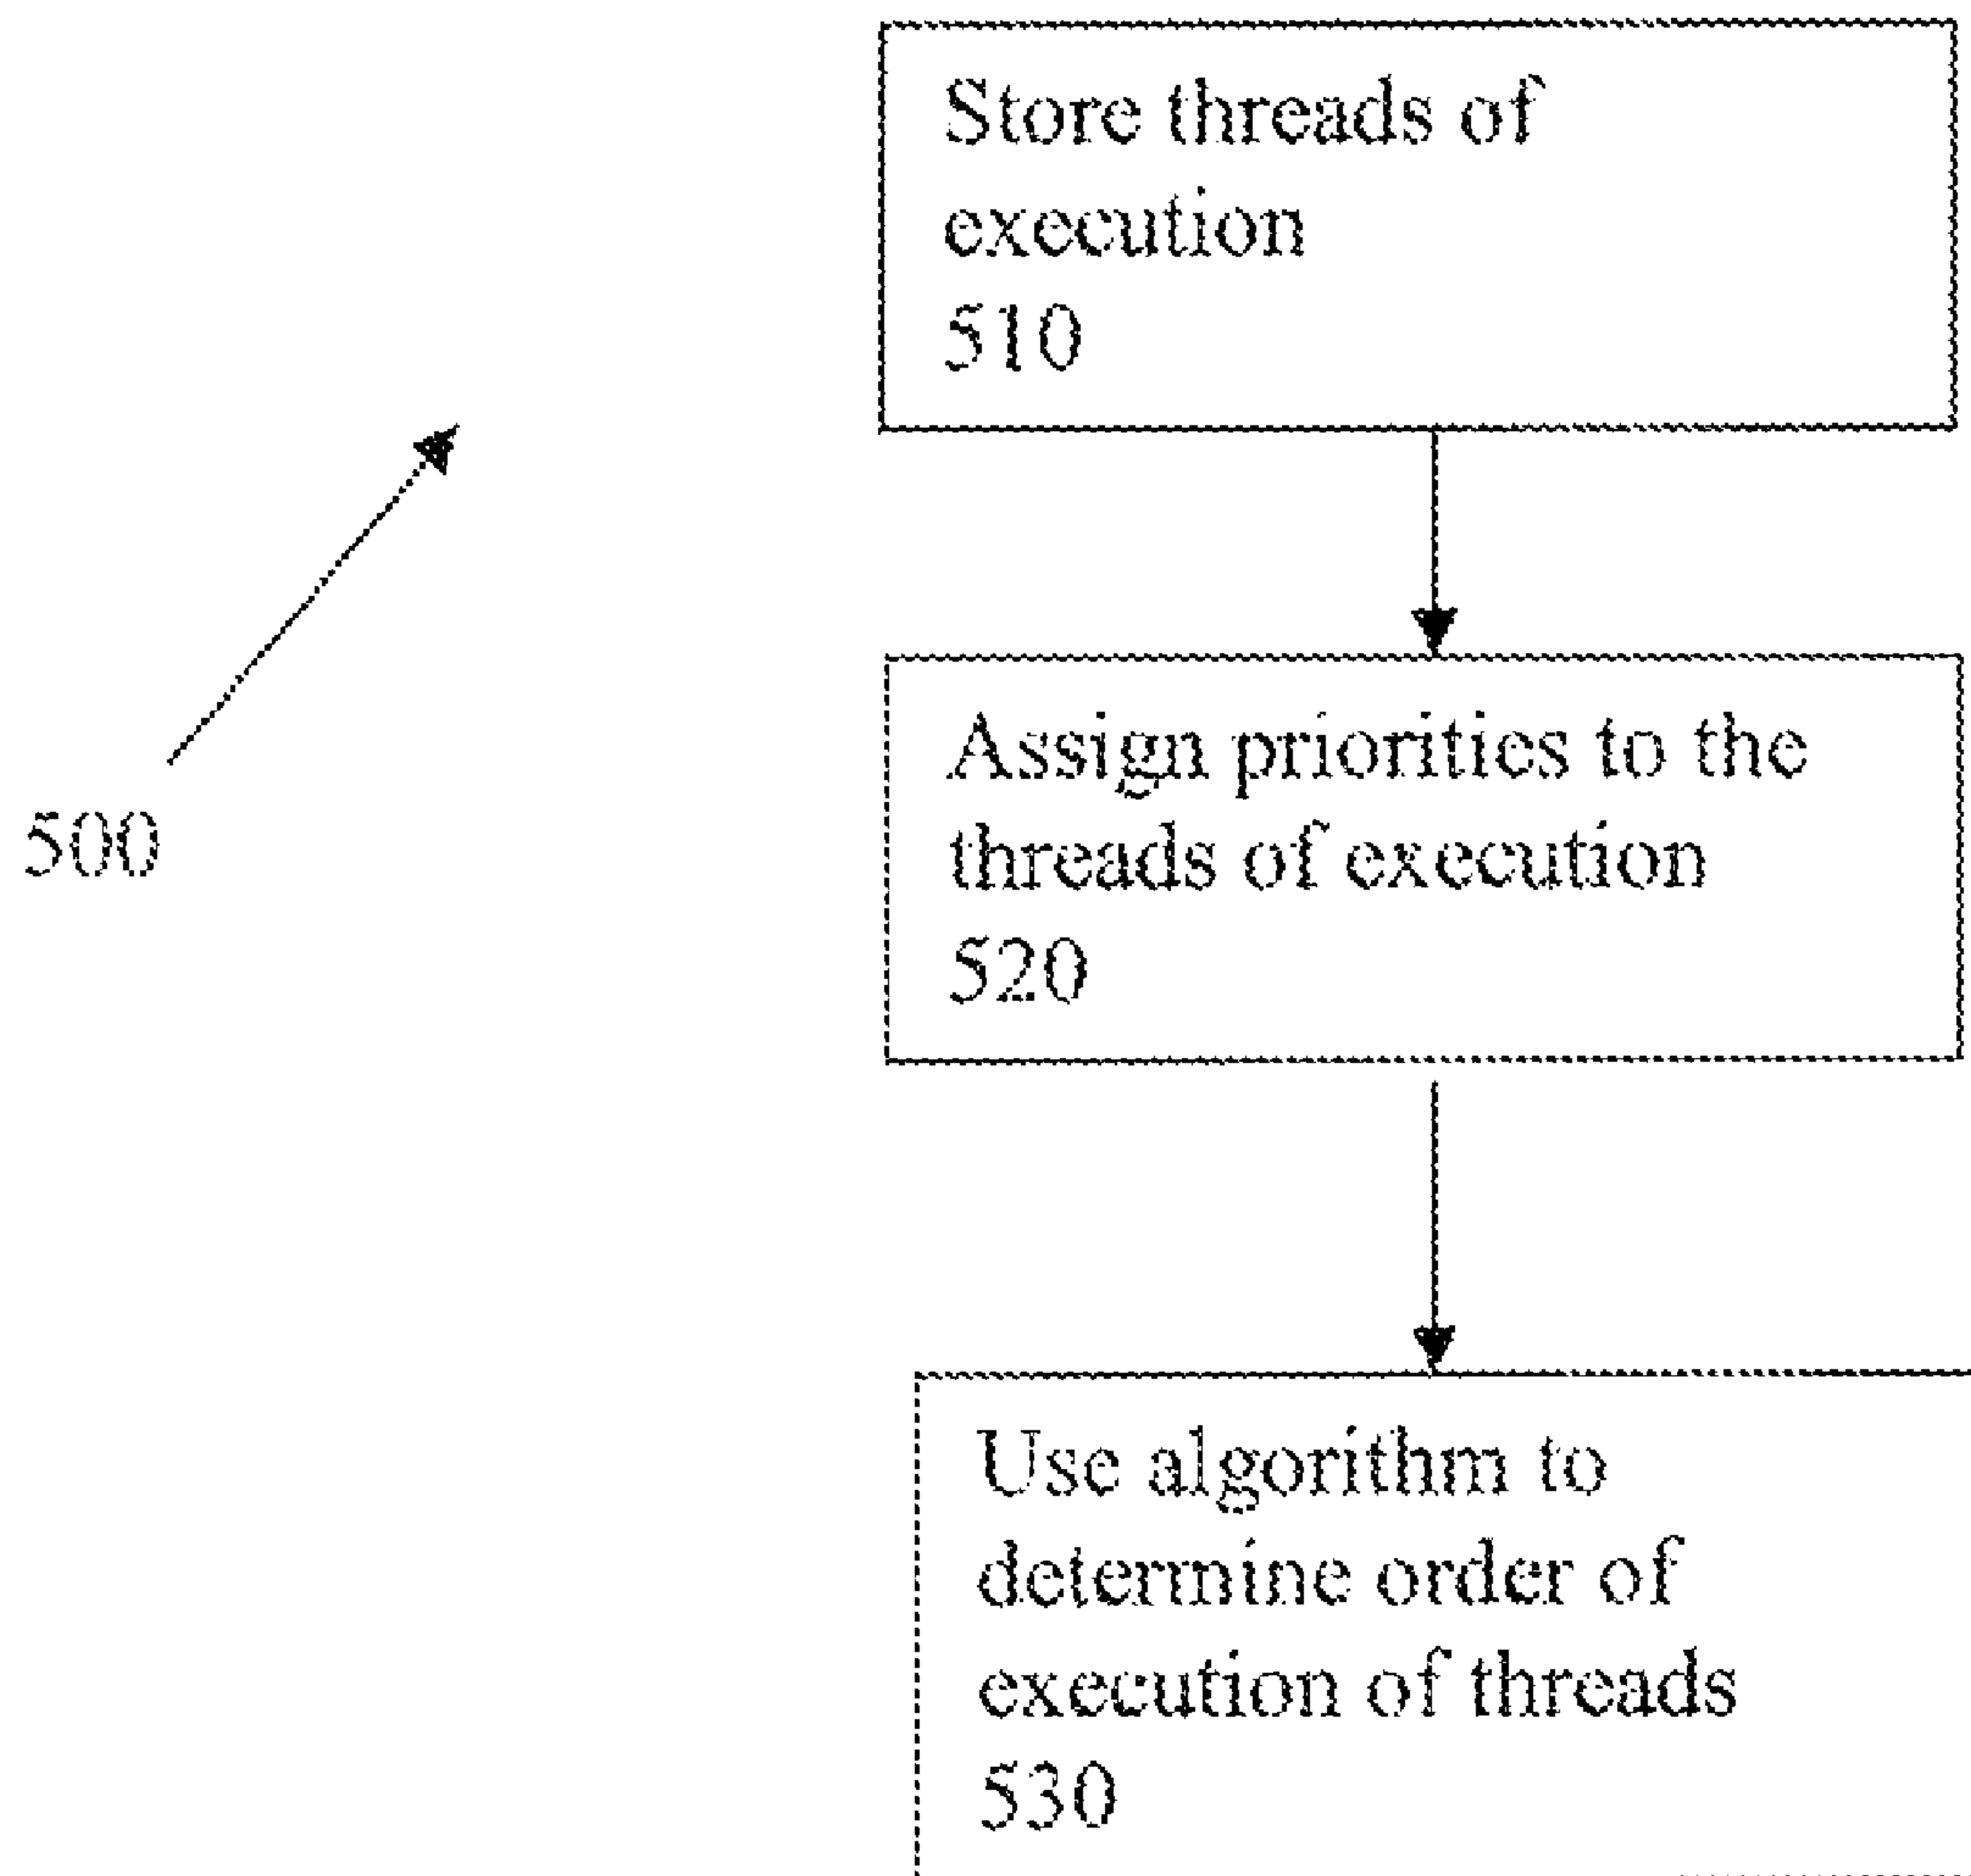 Store threads of
execution
510
500
Assign priorities to the
threads of execution
520
Use algorithm to
determine order of
execution of threads
530